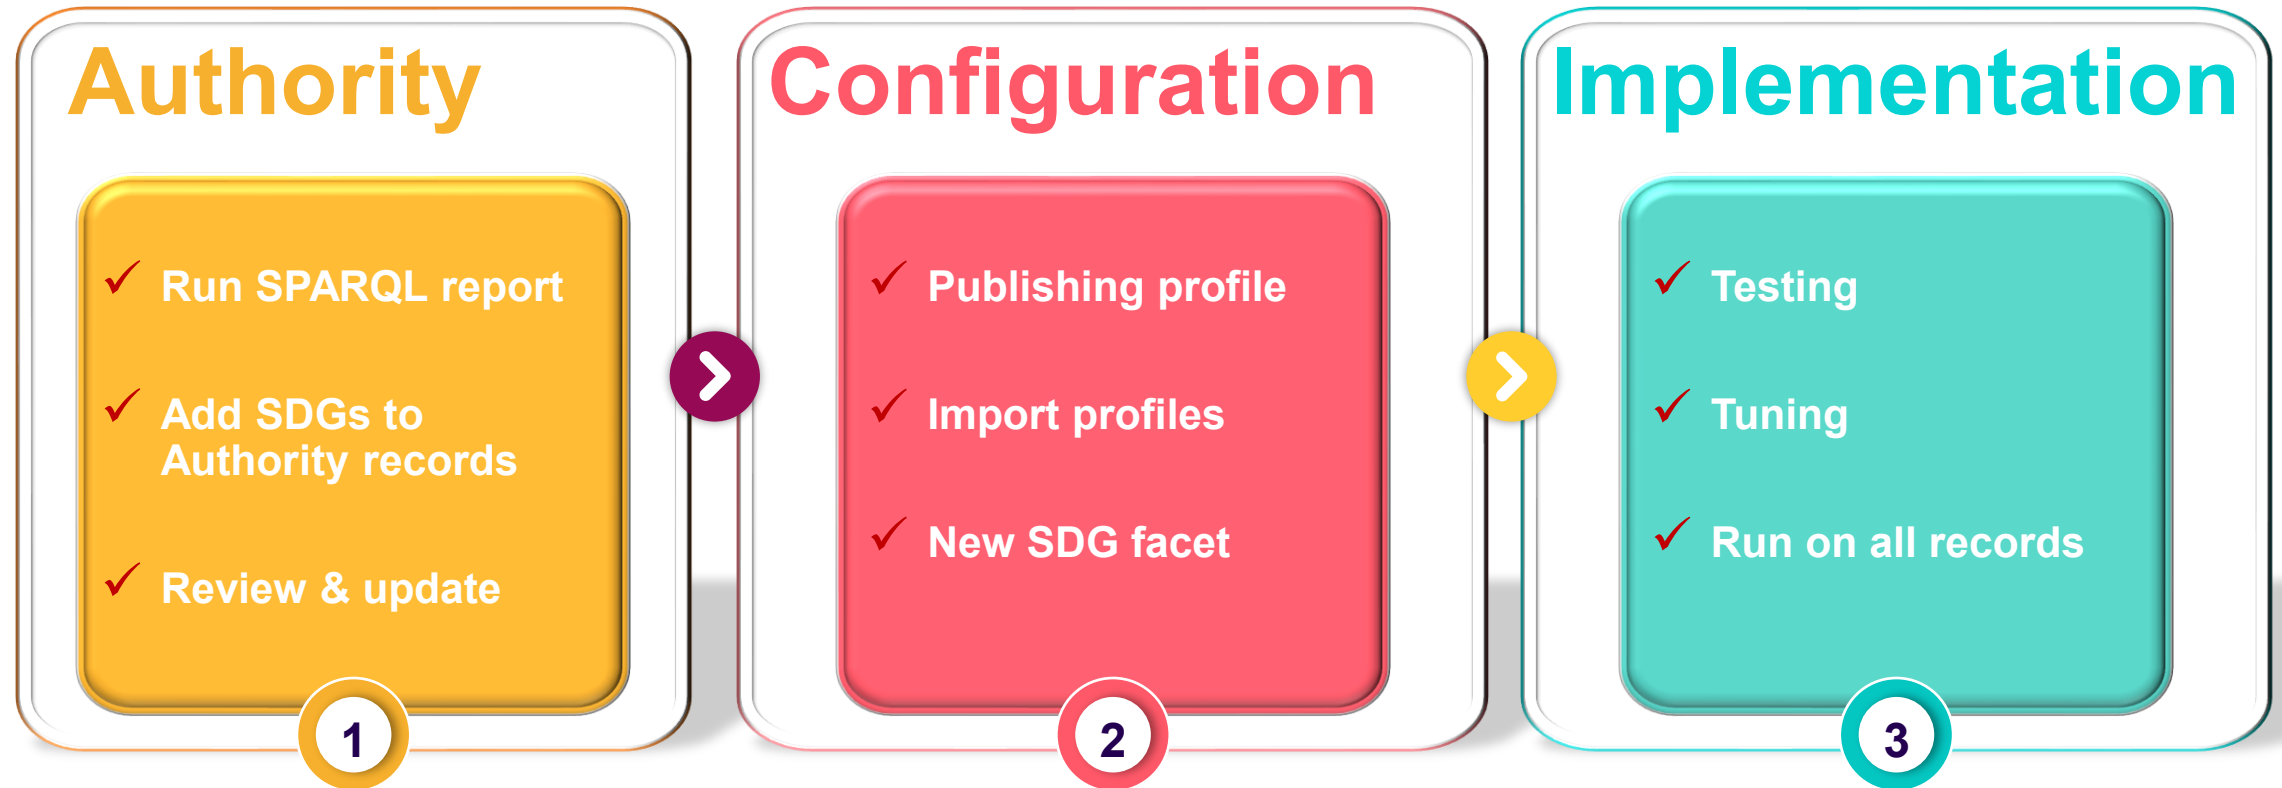 Authority
Run SPARQL report
Add SDGs to
Authority records
Review & update
1
Configuration
Publishing profile
Import profiles
New SDG facet
2
Implementation
Testing
Tuning
Run on all records
3